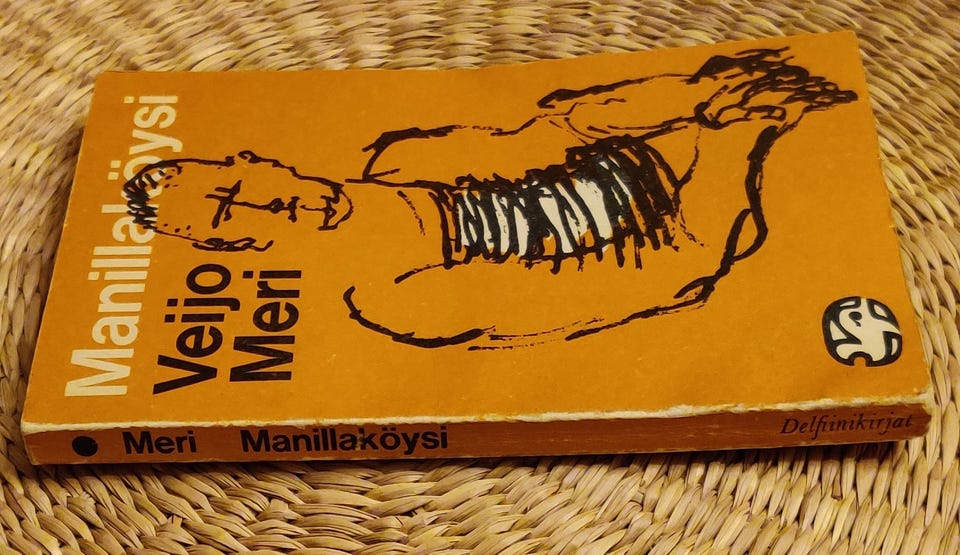 Manillaköysi
Veijo
Meri
Meri Manillaköysi
Delfiinikirjat